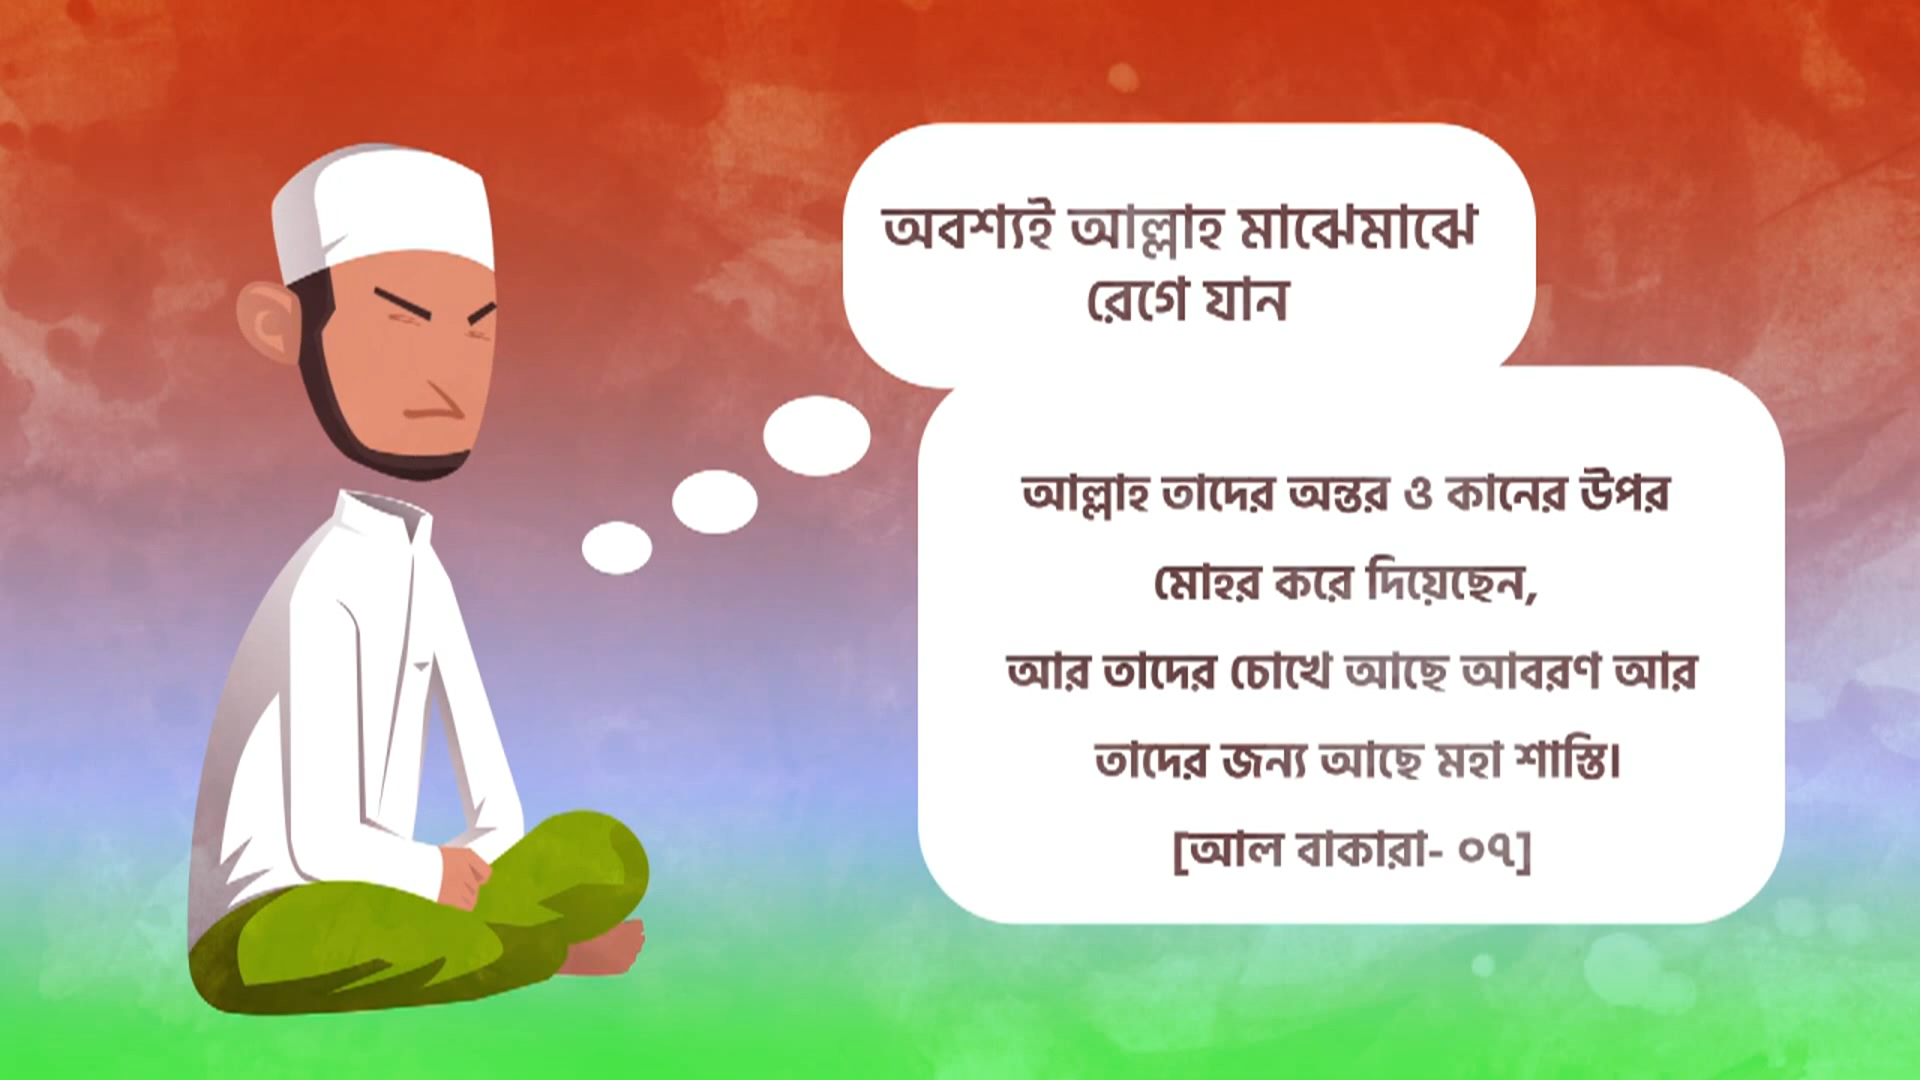 অবশ্যই আল্লাহ মাঝেমাঝে
রেগে যান
আল্লাহ তাদের অন্তর ও কানের উপর
মোহর করে দিয়েছেন,
আর তাদের চোখে আছে আবরণ আর
তাদের জন্য আছে মহা শাস্তি।
[আল বাকারা- ০৭]